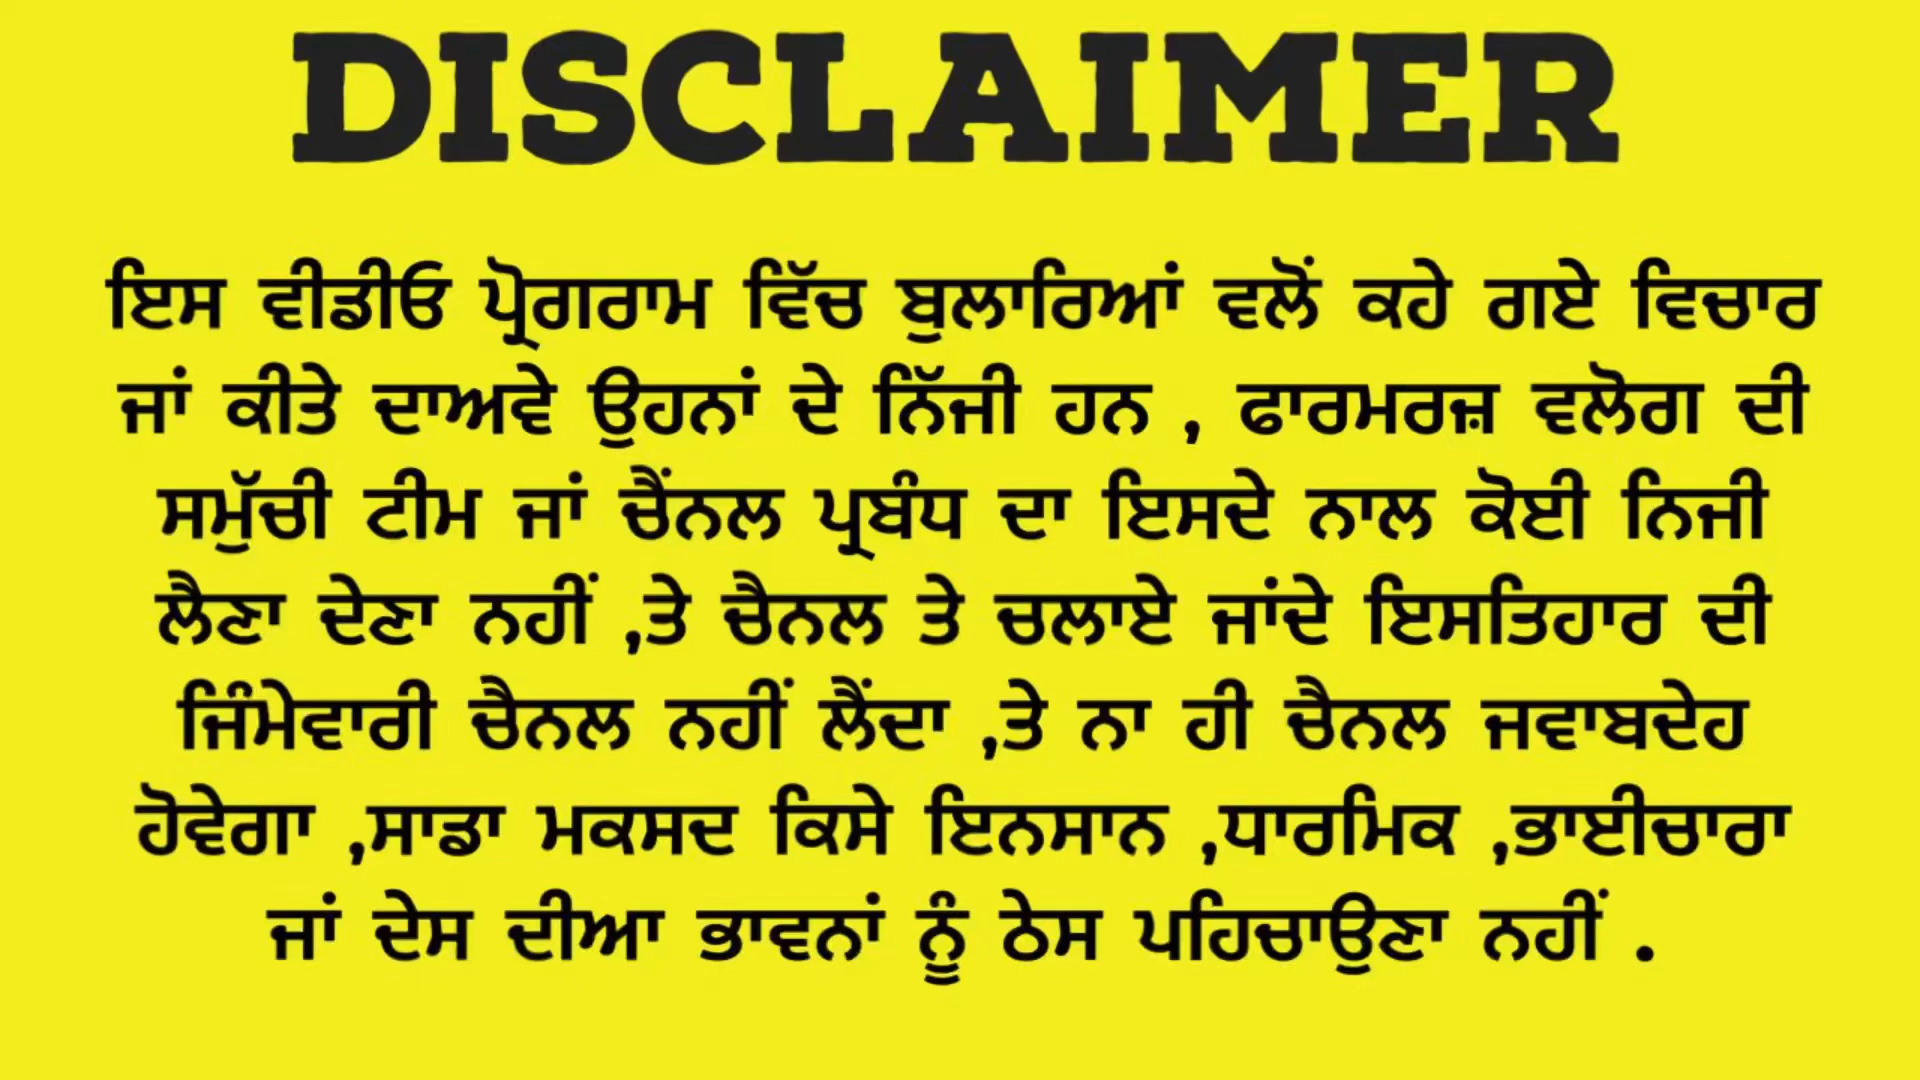 DISCLAIMER
ਇਸ ਵੀਡੀਓ ਪ੍ਰੋਗਰਾਮ ਵਿੱਚ ਬੁਲਾਰਿਆਂ ਵਲੋਂ ਕਹੇ ਗਏ ਵਿਚਾਰ
ਜਾਂ ਕੀਤੇ ਦਾਅਵੇ ਉਹਨਾਂ ਦੇ ਨਿੱਜੀ ਹਨ , ਫਾਰਮਰਜ਼ ਵਲੋਗ ਦੀ
ਸਮੁੱਚੀ ਟੀਮ ਜਾਂ ਚੈਂਨਲ ਪ੍ਰਬੰਧ ਦਾ ਇਸਦੇ ਨਾਲ ਕੋਈ ਨਿਜੀ
ਲੈਣਾ ਦੇਣਾ ਨਹੀਂ ,ਤੇ ਚੈਨਲ ਤੇ ਚਲਾਏ ਜਾਂਦੇ ਇਸਤਿਹਾਰ ਦੀ
ਜਿੰਮੇਵਾਰੀ ਚੈਨਲ ਨਹੀਂ ਲੈਂਦਾ ,ਤੇ ਨਾ ਹੀ ਚੈਨਲ ਜਵਾਬਦੇਹ
ਹੋਵੇਗਾ ,ਸਾਡਾ ਮਕਸਦ ਕਿਸੇ ਇਨਸਾਨ ,ਧਾਰਮਿਕ ,ਭਾਈਚਾਰਾ
ਜਾਂ ਦੇਸ ਦੀਆ ਭਾਵਨਾਂ ਨੂੰ ਠੇਸ ਪਹਿਚਾਉਣਾ ਨਹੀਂ .